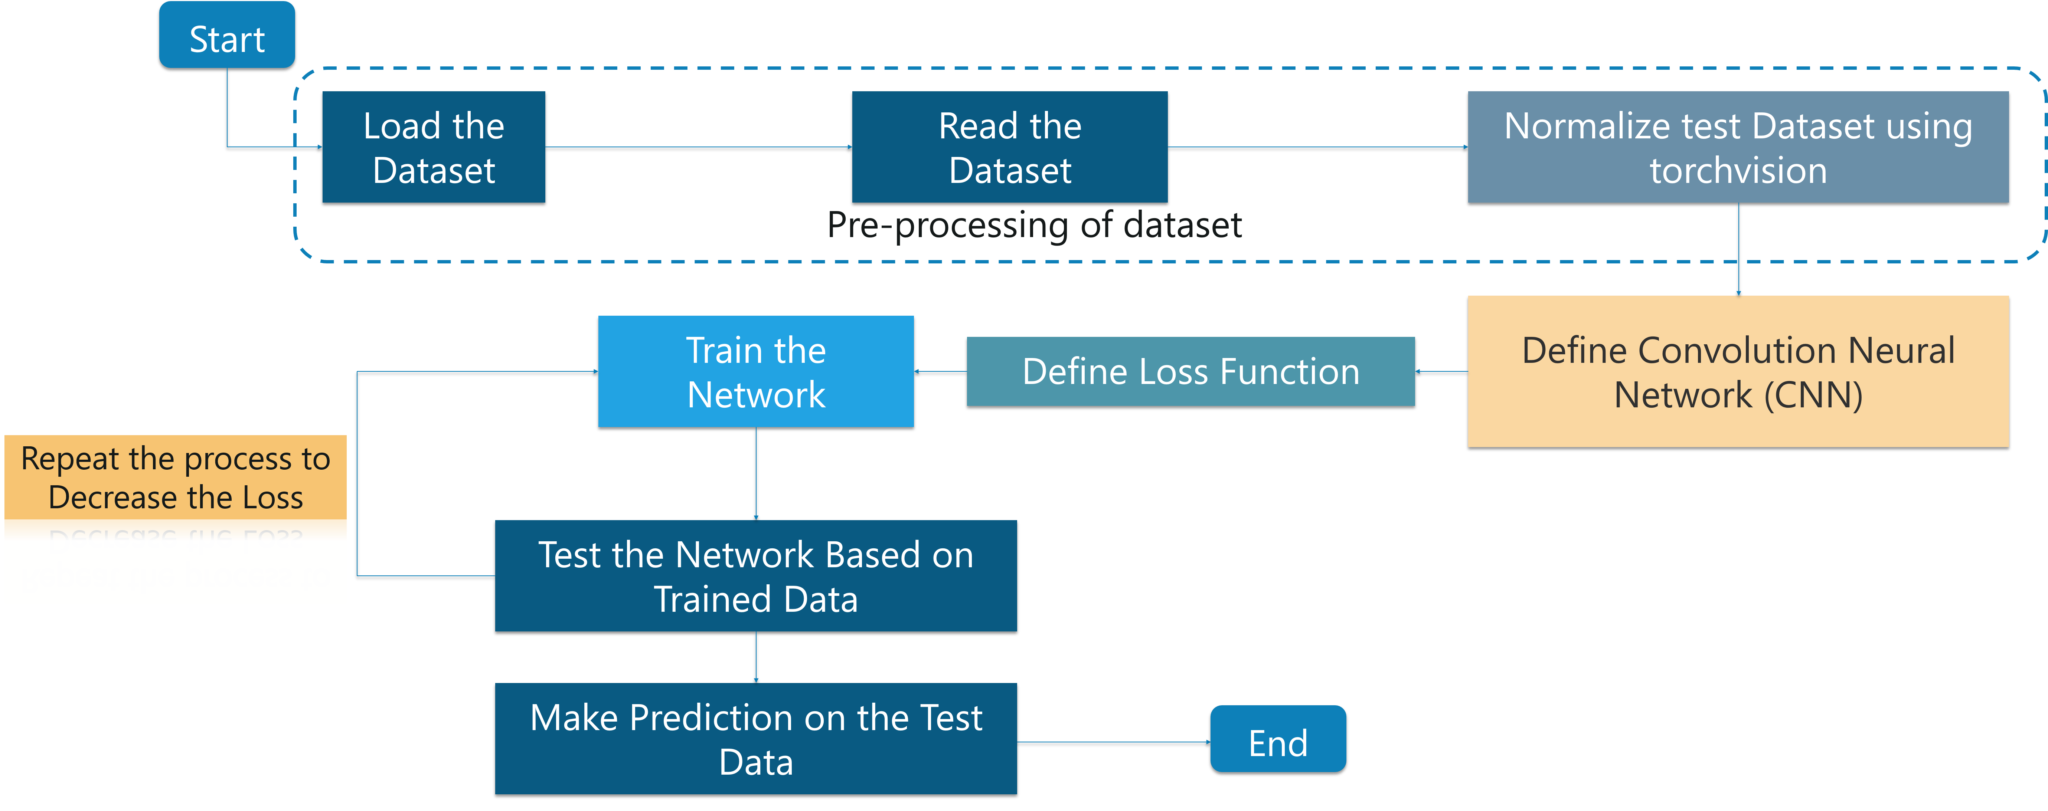 Start
Load the
Dataset
Read the
Dataset
Normalize test Dataset using
torchvision
Pre-processing of dataset
Define Convolution Neural
Network (CNN)
Define Loss Function
Train the
Network
Repeat the process to
Decrease the Loss
Test the Network Based on
Trained Data
Make Prediction on the Test
Data
End